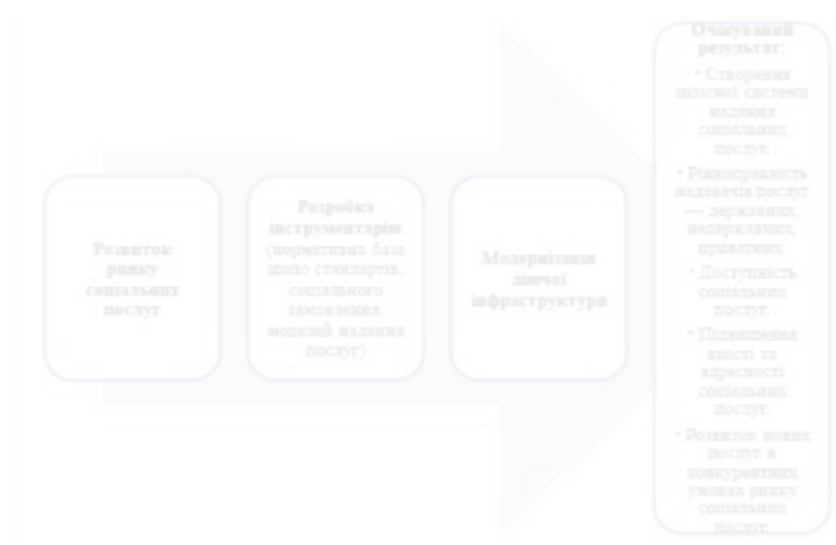 Розвиток
ринку
соціальних
послуг
Розробка
інструментарію
(нормативна база
щодо стандартів,
соціального
замовлення,
моделей надання
послуг)
Модернізація
діючої
інфраструктури
Очікуваний
результат:
• Створення
цілісної системи
надання
соціальних
послуг.
• Рівноправність
надавачів послуг
— державних,
недержавних,
приватних.
• Доступність
соціальних
послуг.
• Підвищення
якості та
адресності
соціальних
послуг.
• Розвиток нових
послуг в
конкурентних
умовах ринку
соціальних
послуг.